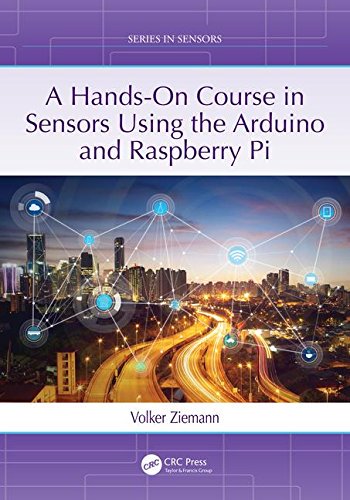 SERIES IN SENSORS
A Hands-On Course in
Sensors Using the Arduino
and Raspberry Pi
Volker Ziemann
CRC
CRC Press
Taylor & Francis Group